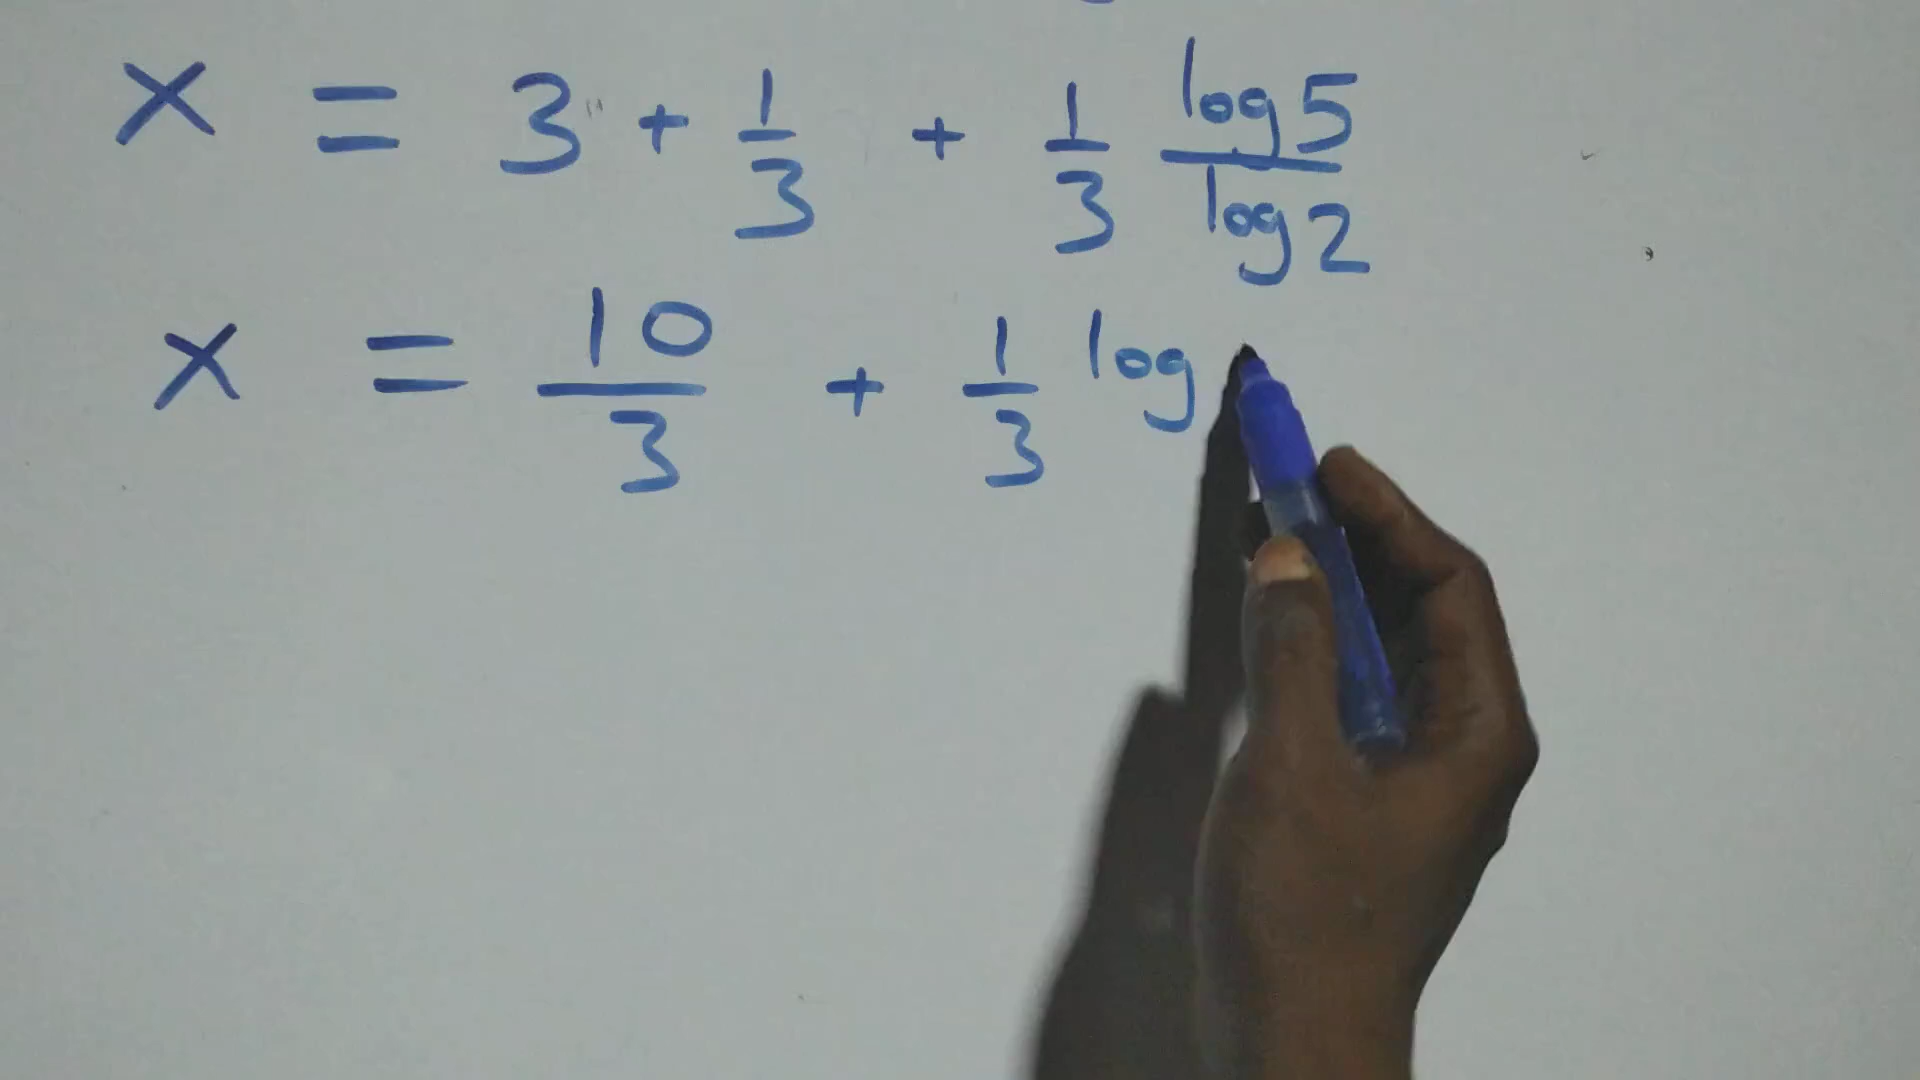 x = 3 + 1/3 + 1/3 log5/log2
x = 10/3 + 1/3 log